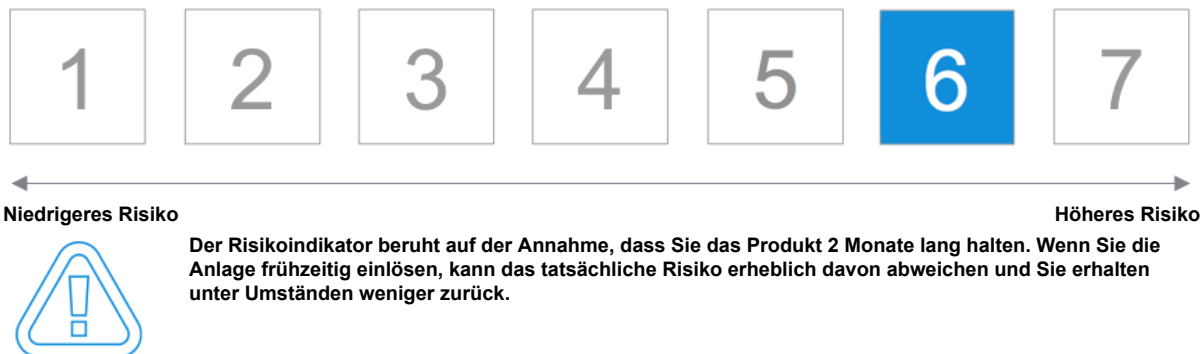 1 2 3 4 5 6 7
Niedrigeres Risiko Höheres Risiko
Der Risikoindikator beruht auf der Annahme, dass Sie das Produkt 2 Monate lang halten. Wenn Sie die
Anlage frühzeitig einlösen, kann das tatsächliche Risiko erheblich davon abweichen und Sie erhalten
unter Umständen weniger zurück.